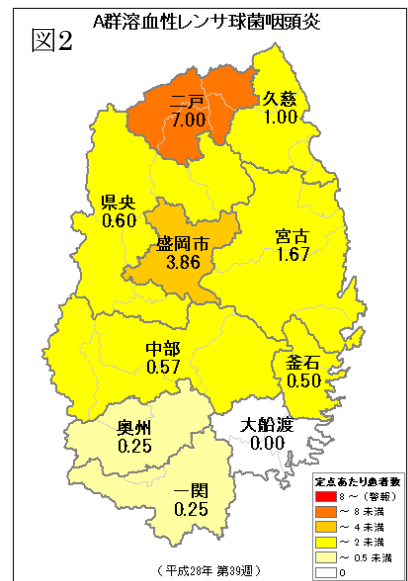 A群溶血性レンサ球菌咽頭炎
図2
二戸
7.00
久慈
1.00
県央
0.60
盛岡市
3.86
宮古
1.67
中部
0.57
釜石
0.50
奥州
0.25
大船渡
0.00
一関
0.25
定点あたり患者数
8~(警報)
~8未満
~4未満
~2未満
~0.5未満
0
(平成28年 第39週)